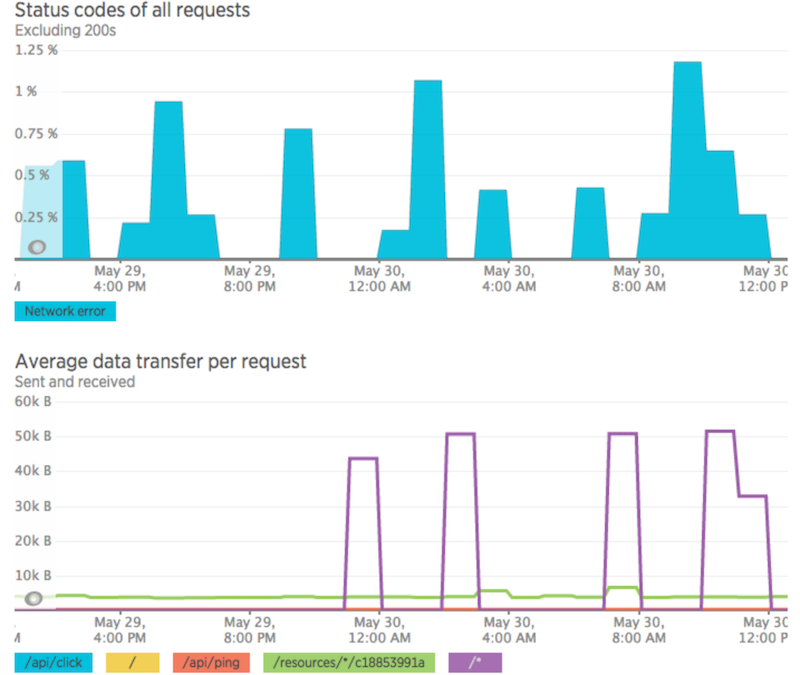 Status codes of all requests
Excluding 200s
1.25 %
1 %
0.75 %
0.5 %
0.25 %
M May 29, 4:00 PM May 29, 8:00 PM May 30, 12:00 AM May 30, 4:00 AM May 30, 8:00 AM May 30 12:00 P
Network error
Average data transfer per request
Sent and received
60k B
50k B
40k B
30k B
20k B
10k B
M May 29, 4:00 PM May 29, 8:00 PM May 30, 12:00 AM May 30, 4:00 AM May 30, 8:00 AM May 30 12:00 P
/api/click / /api/ping /resources/*/c18853991a /*